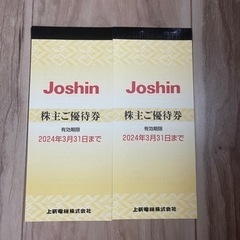 Joshin
株主ご優待券
有効期限
2024年3月31日まで
上新電機株式会社
Joshin
株主ご優待券
有効期限
2024年3月31日まで
上新電機株式会社